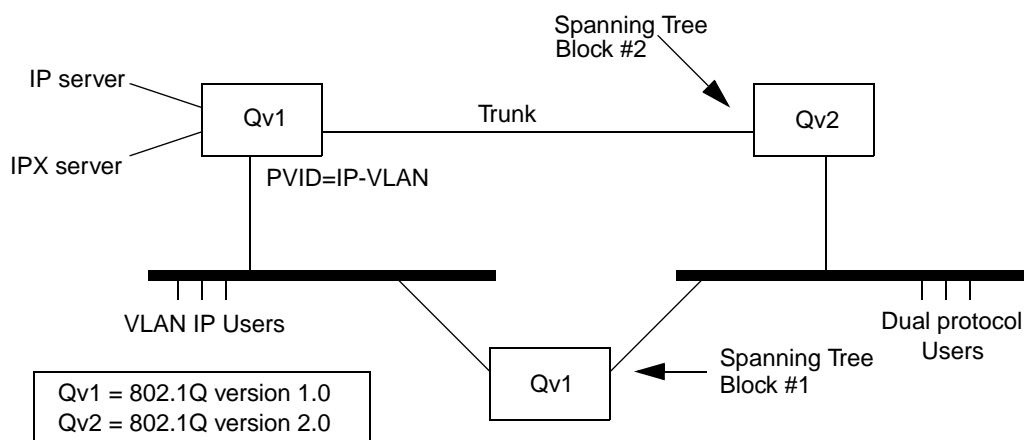 Spanning Tree
Block #2
IP server
Qv1
Trunk
Qv2
IPX server
PVID=IP-VLAN
VLAN IP Users
Dual protocol
Users
Spanning Tree
Block #1
Qv1
Qv1 = 802.1Q version 1.0
Qv2 = 802.1Q version 2.0